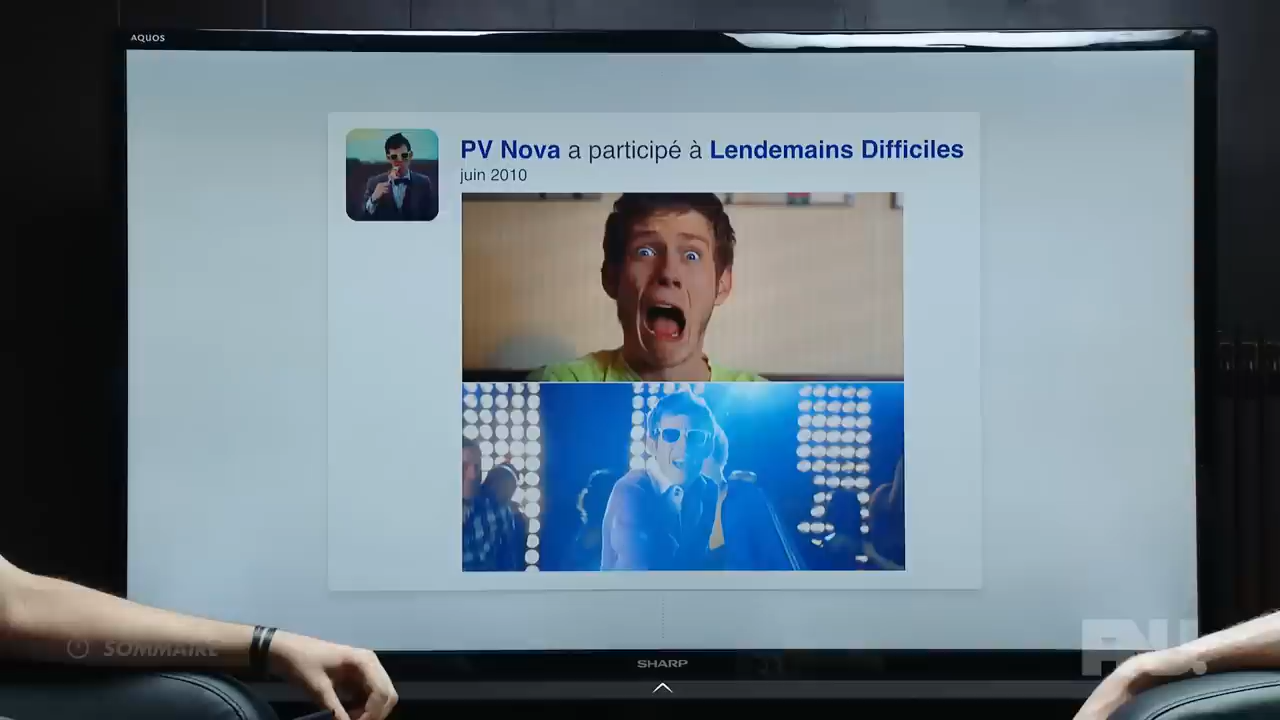 AQUOS
PV Nova a participé à Lendemains Difficiles
juin 2010
SOMMAIRE
SHARP